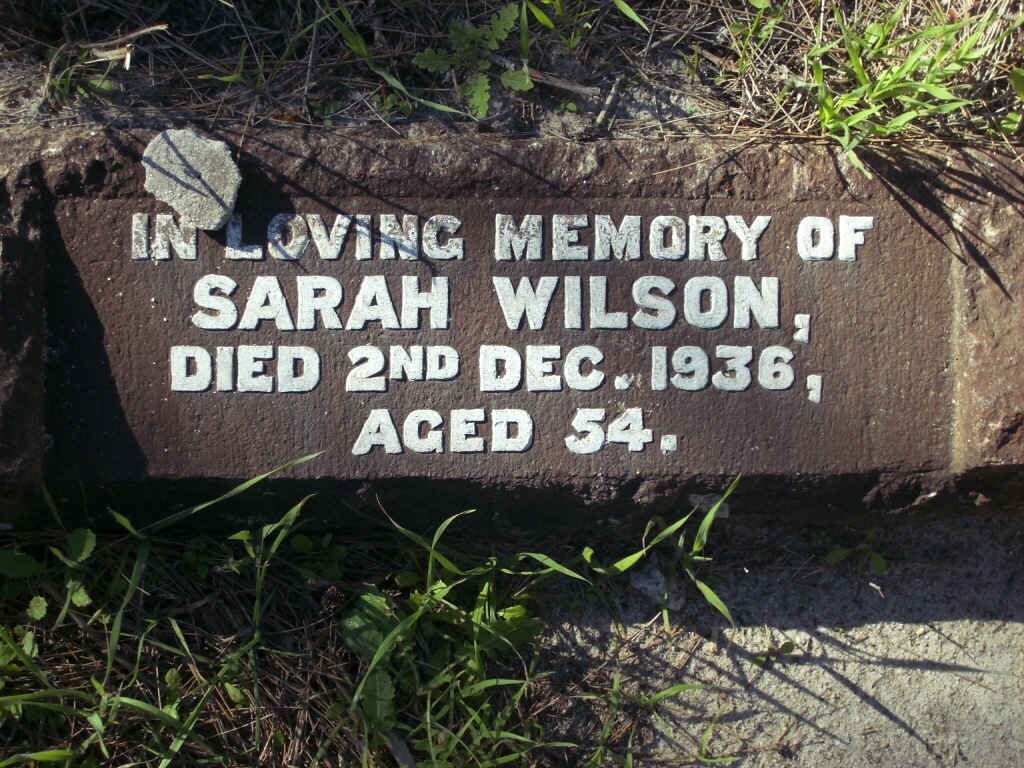 IN LOVING MEMORY OF
SARAH WILSON,
DIED 2ND DEC. 1936,
AGED 54.